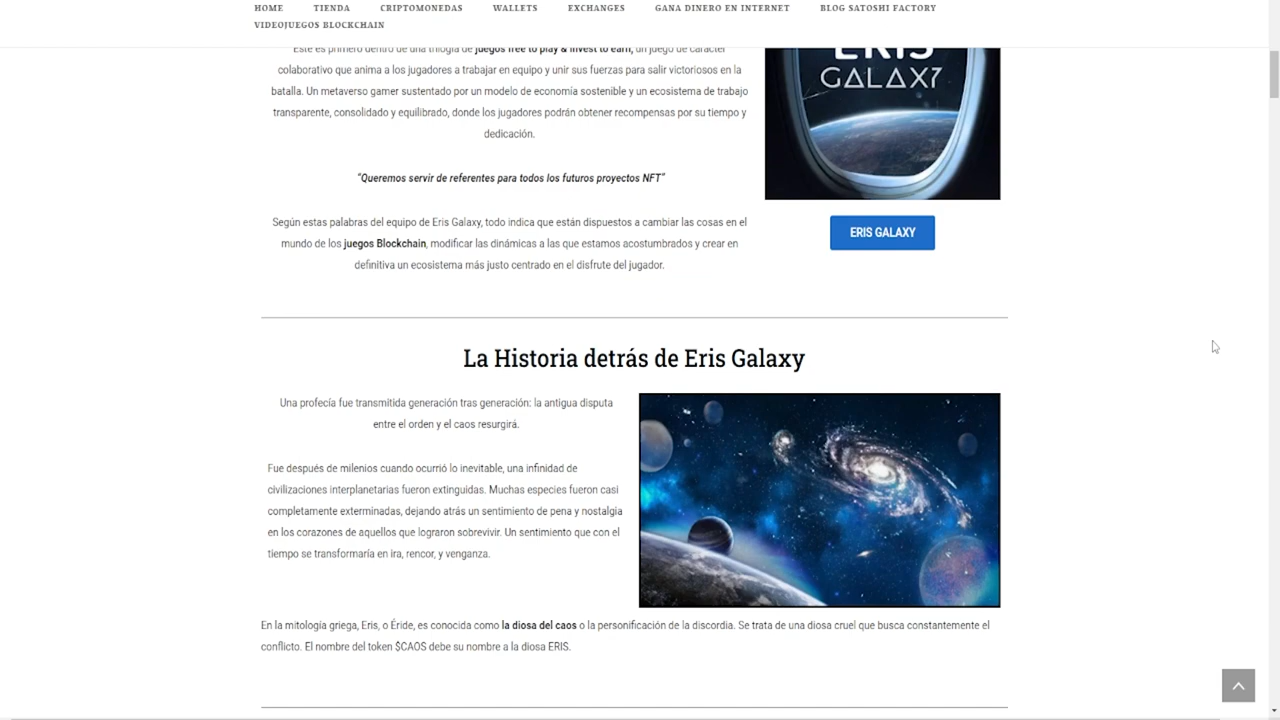 HOME TIENDA CRIPTOMONEDAS WALLETS EXCHANGES GANA DINERO EN INTERNET BLOG SATOSHI FACTORY
VIDEOJUEGOS BLOCKCHAIN
Este es primero dentro de una trilogía de juegos free to play & invest to earn, un juego de carácter
colaborativo que anima a los jugadores a trabajar en equipo y unir sus fuerzas para salir victoriosos en la
batalla. Un metaverso gamer sustentado por un modelo de economía sostenible y un ecosistema de trabajo
transparente, consolidado y equilibrado, donde los jugadores podrán obtener recompensas por su tiempo y
dedicación.
"Queremos servir de referentes para todos los futuros proyectos NFT"
Según estas palabras del equipo de Eris Galaxy, todo indica que están dispuestos a cambiar las cosas en el
mundo de los juegos Blockchain, modificar las dinámicas a las que estamos acostumbrados y crear en
definitiva un ecosistema más justo centrado en el disfrute del jugador.
ERIS
GALAXY
ERIS GALAXY
La Historia detrás de Eris Galaxy
Una profecía fue transmitida generación tras generación: la antigua disputa
entre el orden y el caos resurgirá.
Fue después de milenios cuando ocurrió lo inevitable, una infinidad de
civilizaciones interplanetarias fueron extinguidas. Muchas especies fueron casi
completamente exterminadas, dejando atrás un sentimiento de pena y nostalgia
en los corazones de aquellos que lograron sobrevivir. Un sentimiento que con el
tiempo se transformaría en ira, rencor, y venganza.
En la mitología griega, Eris, o Éride, es conocida como la diosa del caos o la personificación de la discordia. Se trata de una diosa cruel que busca constantemente el
conflicto. El nombre del token $CAOS debe su nombre a la diosa ERIS.